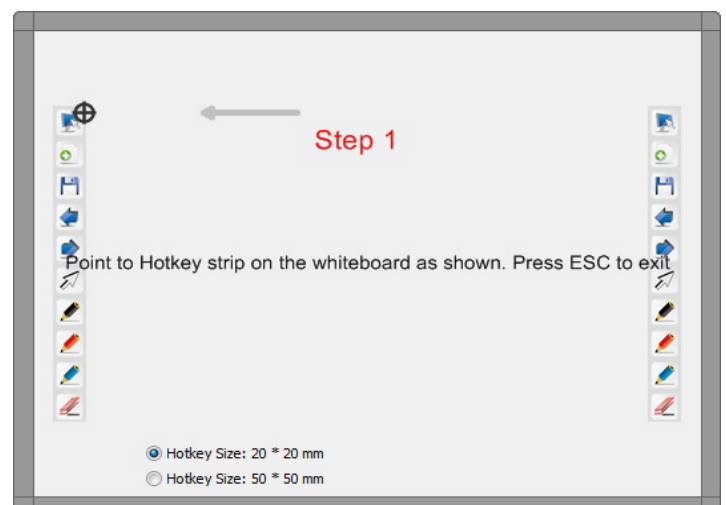 Step 1
Point to Hotkey strip on the whiteboard as shown. Press ESC to exit
Hotkey Size: 20 * 20 mm
Hotkey Size: 50 * 50 mm